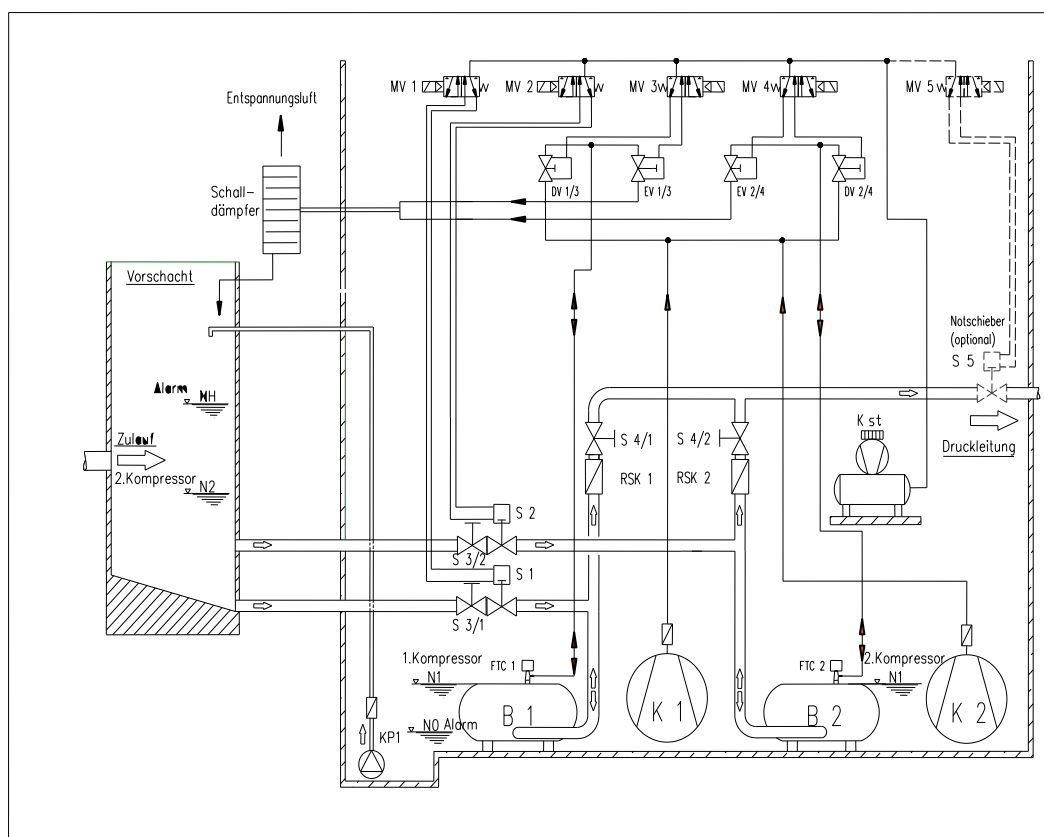 MV 1
MV 2
MV 3
MV 4
MV 5
Entspannungsluft
Schall-
dämpfer
DV 1/3
EV 1/3
EV 2/4
DV 2/4
Vorschacht
Notschieber
(optional)
S 5
Alarm
Zulauf
2.Kompressor
N2
S 4/1
S 4/2
K st
Druckleitung
RSK 1
RSK 2
S 2
S 3/2
S 1
S 3/1
1.Kompressor
N1
FTC 1
FTC 2
2.Kompressor
N1
B 1
K 1
B 2
K 2
N0 Alarm
KP1